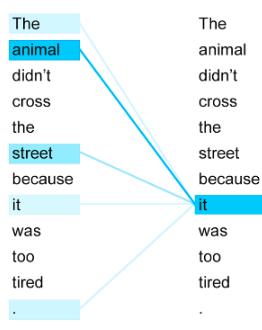 The The
animal animal
didn't didn't
cross cross
the the
street street
because because
it it
was was
too too
tired tired
. .